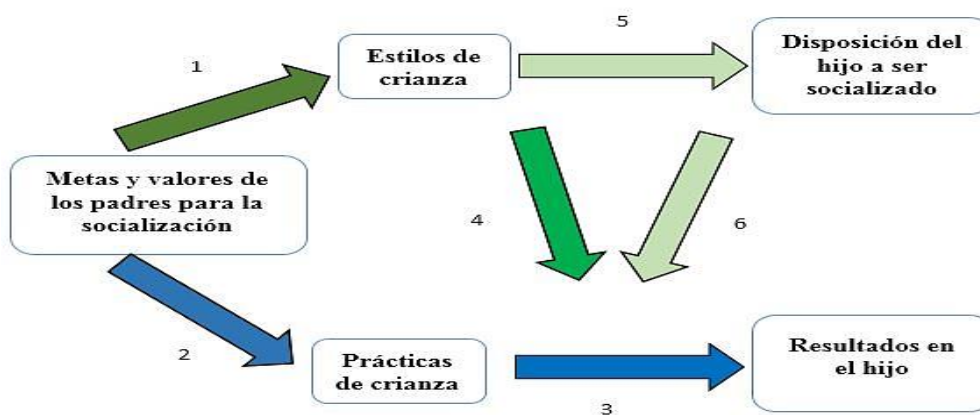 5
Estilos de
crianza
Disposición del
hijo a ser
socializado
1
Metas y valores de
los padres para la
socialización
4
6
2
Prácticas
de crianza
Resultados en
el hijo
3